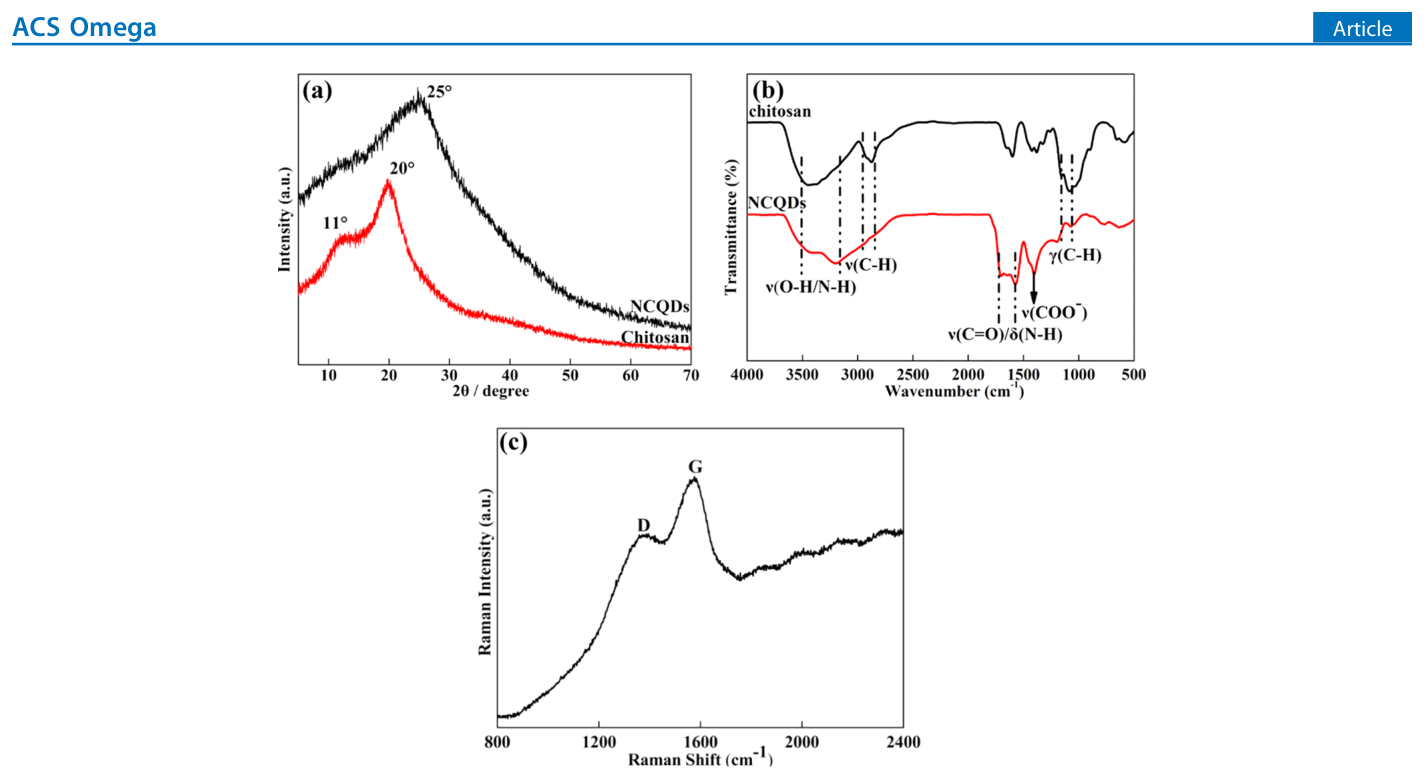 ACS Omega
Article
(a)
25°
20°
11°
NCQDs
Chitosan
Intensity (a.u.)
10 20 30 40 50 60 70
2θ / degree
(b)
chitosan
NCQDs
ν(C-H)
γ(C-H)
ν(O-H/N-H)
ν(COO⁻)
ν(C=O)/δ(N-H)
Transmittance (%)
4000 3500 3000 2500 2000 1500 1000 500
Wavenumber (cm⁻¹)
(c)
G
D
Raman Intensity (a.u.)
800 1200 1600 2000 2400
Raman Shift (cm⁻¹)